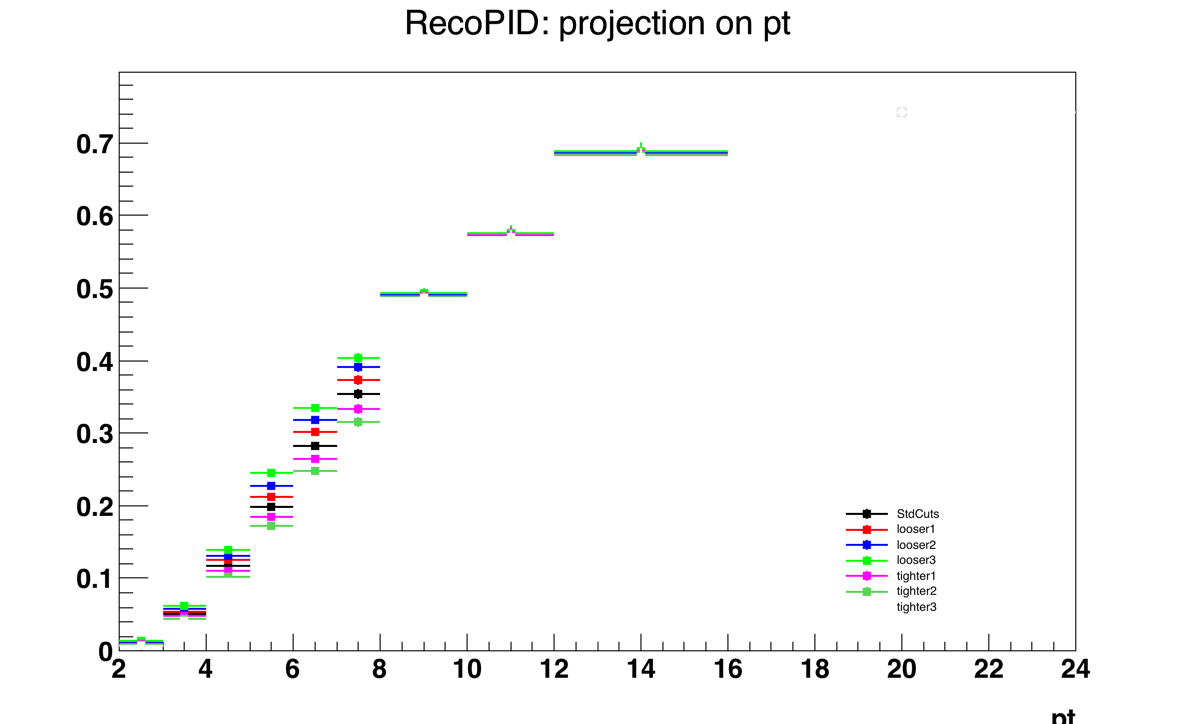 RecoPID: projection on pt
0.7
0.6
0.5
0.4
0.3
0.2
0.1
0
StdCuts
looser1
looser2
looser3
tighter1
tighter2
tighter3
2 4 6 8 10 12 14 16 18 20 22 24
pt